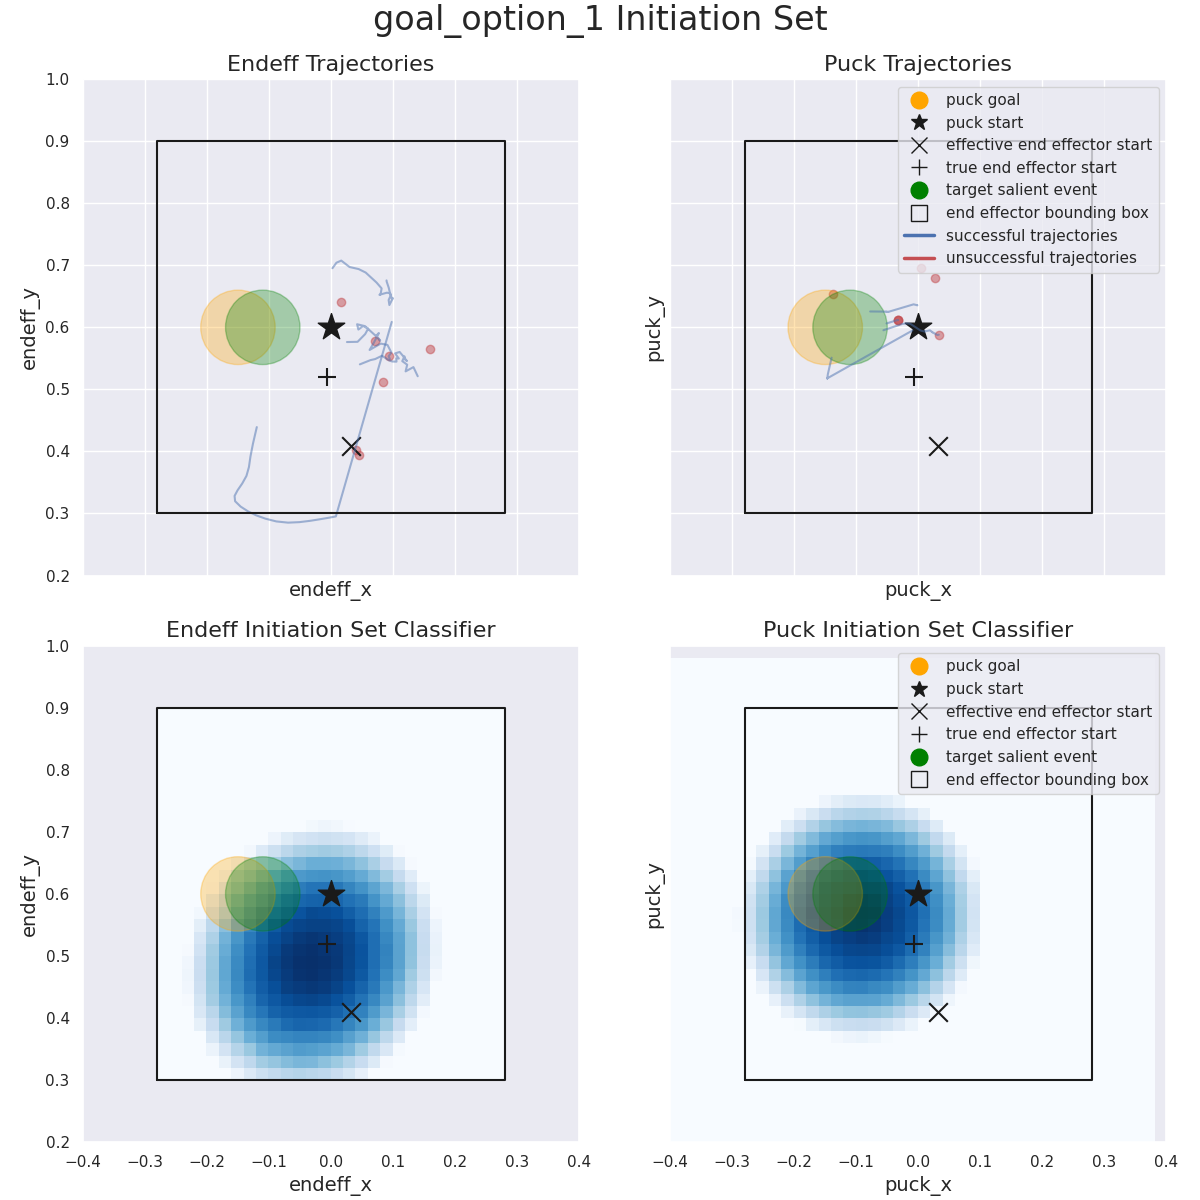 goal_option_1 Initiation Set
Endeff Trajectories
1.0
0.9
0.8
0.7
0.6
0.5
0.4
0.3
0.2
endeff_y
endeff_x
Puck Trajectories
puck goal
puck start
effective end effector start
true end effector start
target salient event
end effector bounding box
successful trajectories
unsuccessful trajectories
puck_y
puck_x
Endeff Initiation Set Classifier
1.0
0.9
0.8
0.7
0.6
0.5
0.4
0.3
0.2
endeff_y
−0.4 −0.3 −0.2 −0.1 0.0 0.1 0.2 0.3 0.4
endeff_x
Puck Initiation Set Classifier
puck goal
puck start
effective end effector start
true end effector start
target salient event
end effector bounding box
puck_y
−0.4 −0.3 −0.2 −0.1 0.0 0.1 0.2 0.3 0.4
puck_x